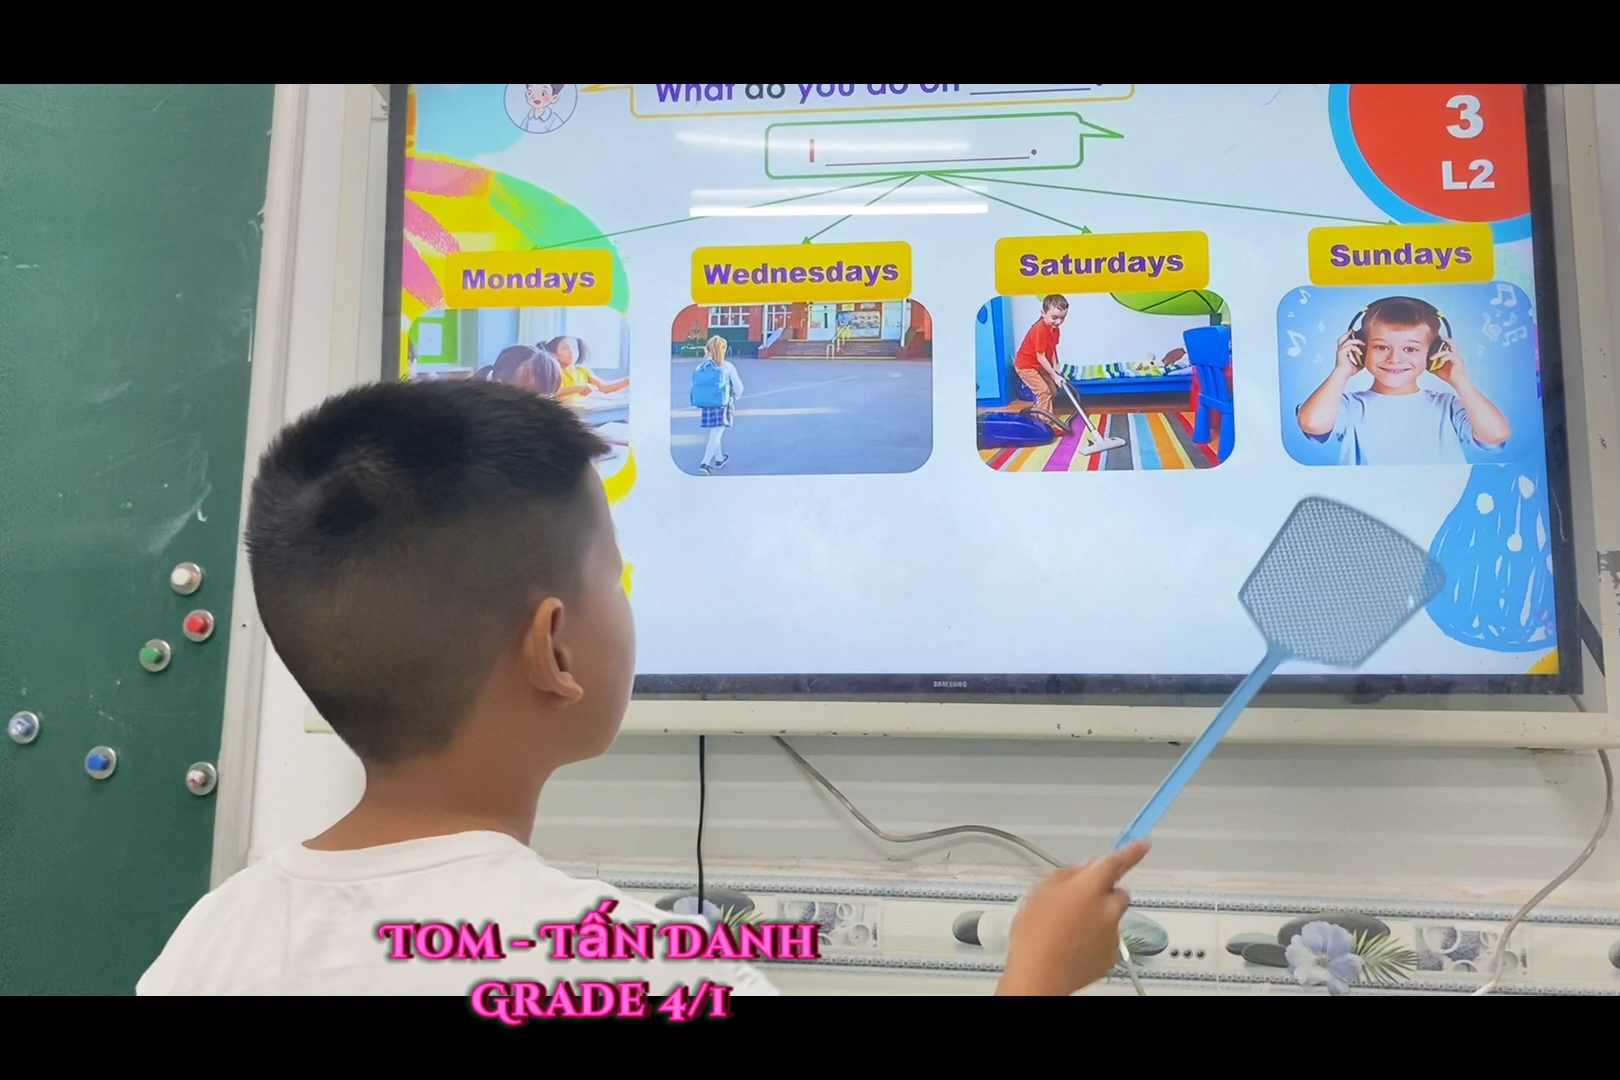 What do you do on ________?
I ______________.
3
L2
Mondays
Wednesdays
Saturdays
Sundays
SAMSUNG
Tom - Tấn Danh
Grade 4/1